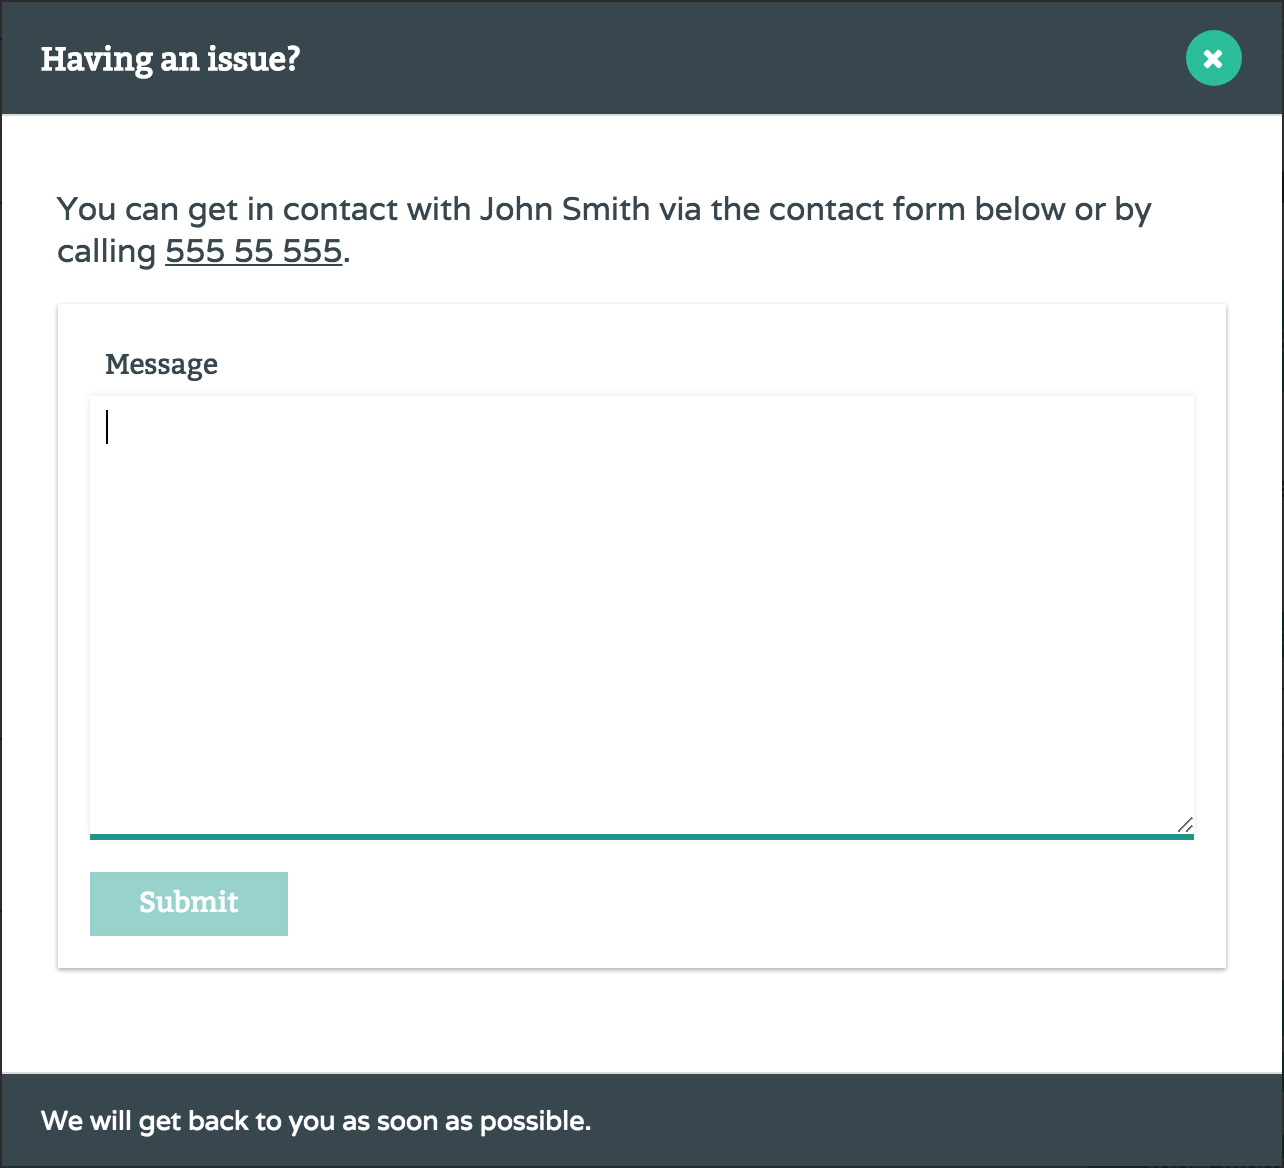 Having an issue?
You can get in contact with John Smith via the contact form below or by
calling 555 55 555.
Message
Submit
We will get back to you as soon as possible.